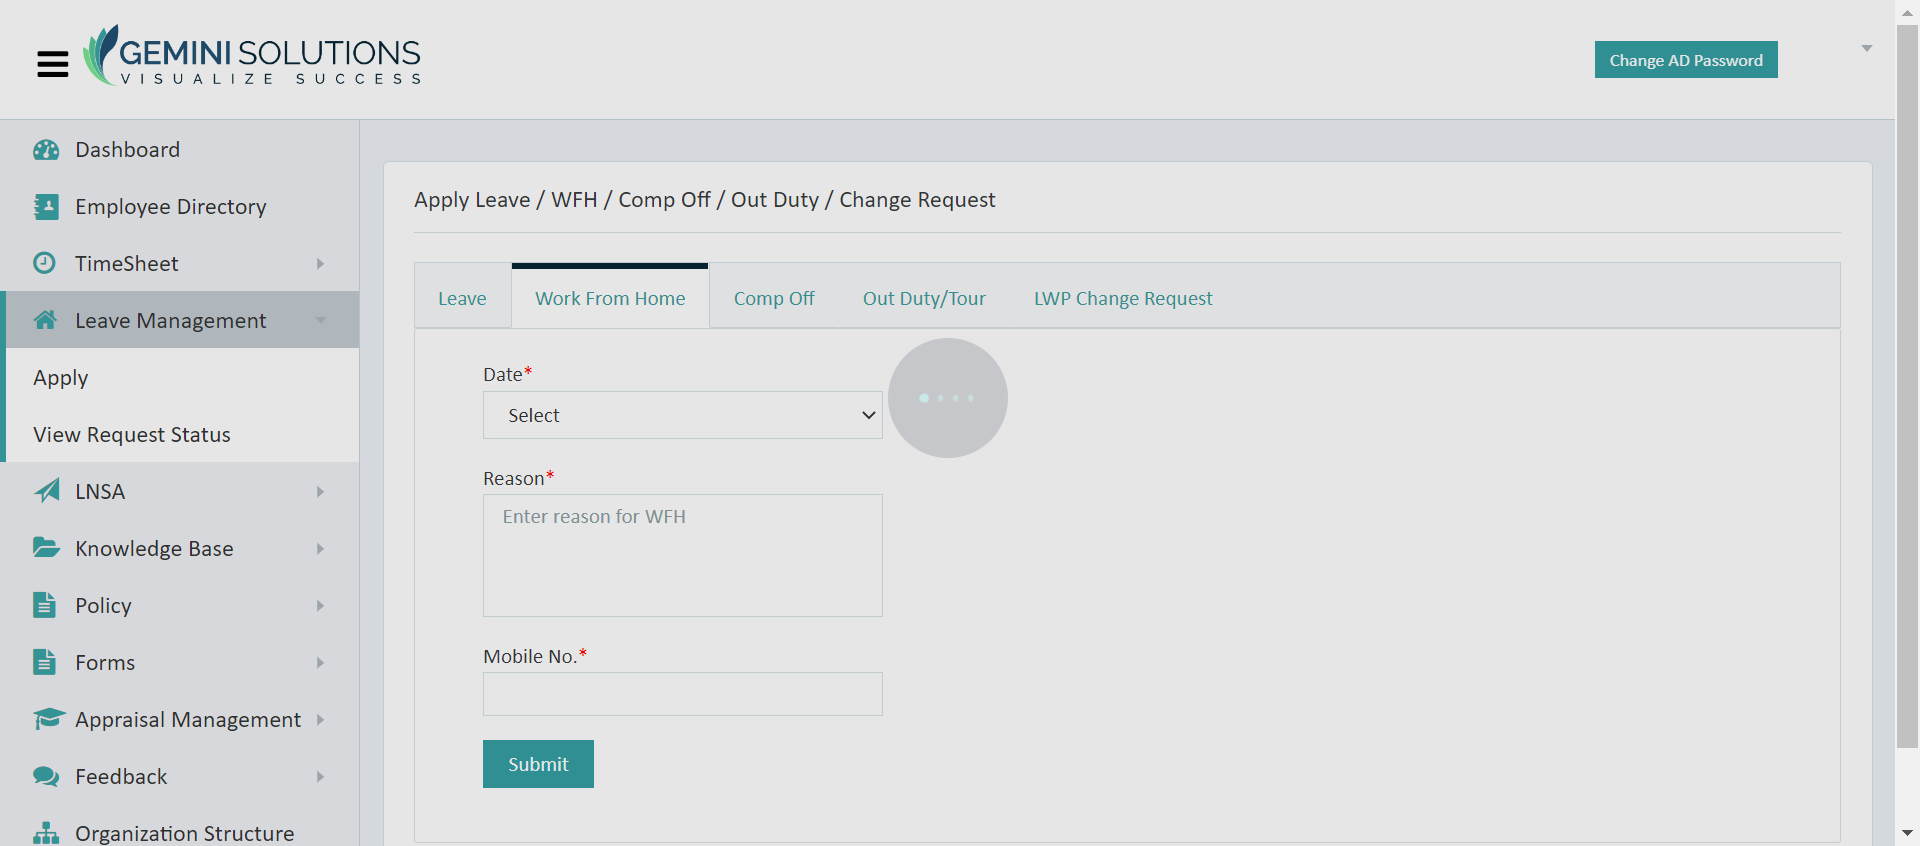 GEMINI SOLUTIONS
VISUALIZE SUCCESS
Change AD Password
Dashboard
Employee Directory
TimeSheet
Leave Management
Apply
View Request Status
LNSA
Knowledge Base
Policy
Forms
Appraisal Management
Feedback
Organization Structure
Apply Leave / WFH / Comp Off / Out Duty / Change Request
Leave Work From Home Comp Off Out Duty/Tour LWP Change Request
Date*
Select
Reason*
Enter reason for WFH
Mobile No.*
Submit